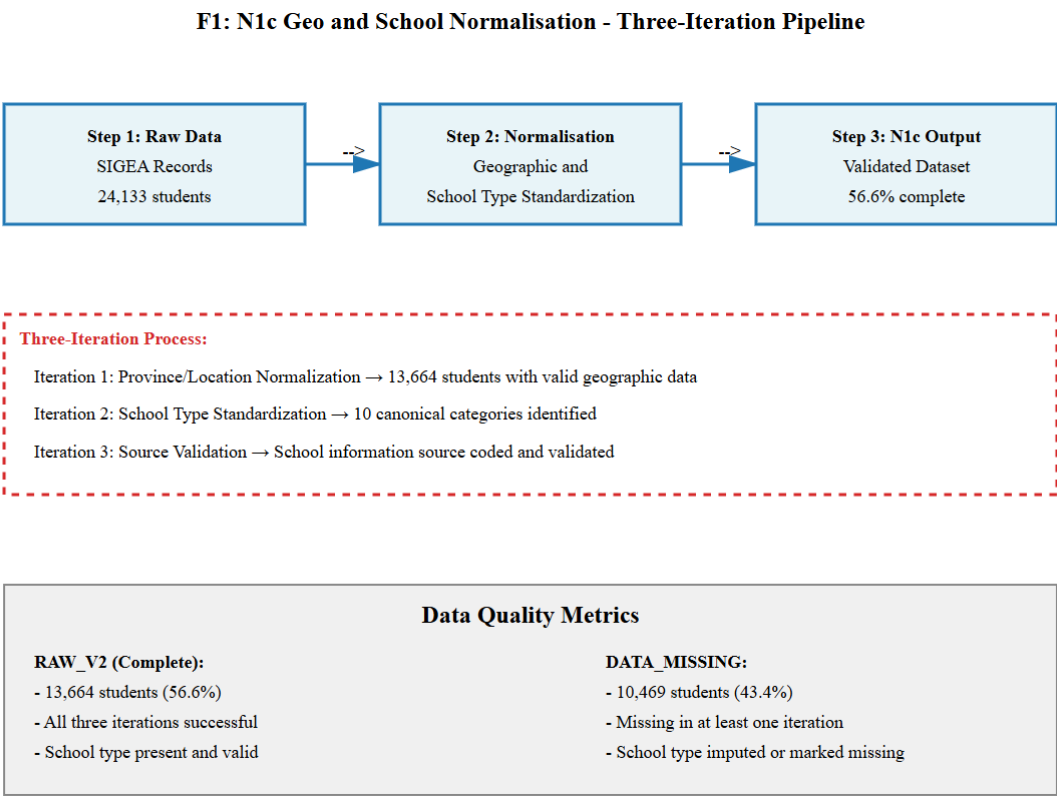 F1: N1c Geo and School Normalisation - Three-Iteration Pipeline
Step 1: Raw Data
SIGEA Records
24,133 students
-->
Step 2: Normalisation
Geographic and
School Type Standardization
-->
Step 3: N1c Output
Validated Dataset
56.6% complete
Three-Iteration Process:
Iteration 1: Province/Location Normalization → 13,664 students with valid geographic data
Iteration 2: School Type Standardization → 10 canonical categories identified
Iteration 3: Source Validation → School information source coded and validated
Data Quality Metrics
RAW_V2 (Complete):
- 13,664 students (56.6%)
- All three iterations successful
- School type present and valid
DATA_MISSING:
- 10,469 students (43.4%)
- Missing in at least one iteration
- School type imputed or marked missing